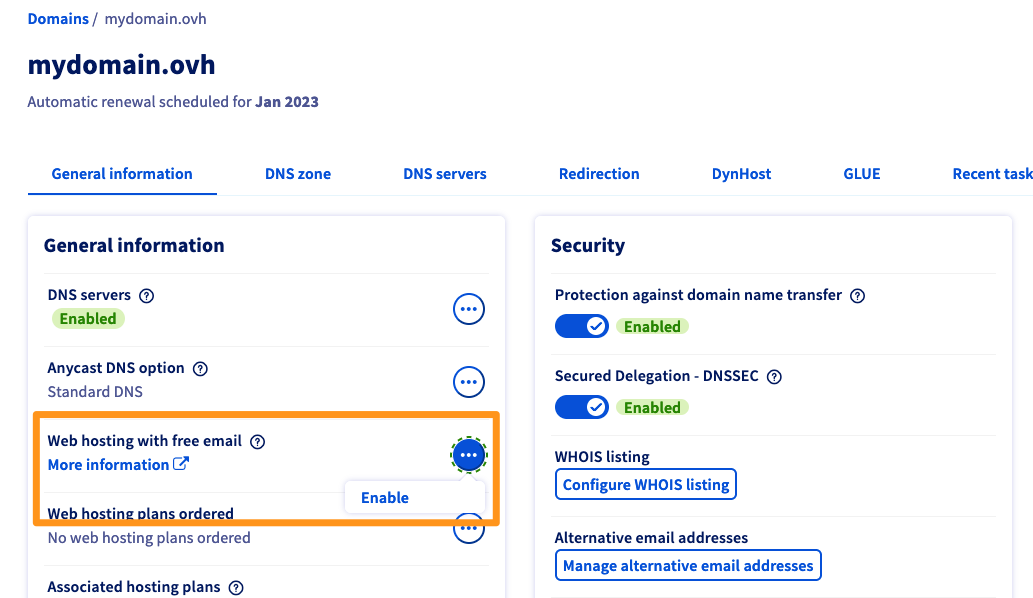 Domains / mydomain.ovh
mydomain.ovh
Automatic renewal scheduled for Jan 2023
General information
DNS zone
DNS servers
Redirection
DynHost
GLUE
Recent task
General information
DNS servers ?
Enabled
Anycast DNS option ?
Standard DNS
Web hosting with free email ?
More information
Enable
Web hosting plans ordered
No web hosting plans ordered
Associated hosting plans ?
Security
Protection against domain name transfer ?
Enabled
Secured Delegation - DNSSEC ?
Enabled
WHOIS listing
Configure WHOIS listing
Alternative email addresses
Manage alternative email addresses